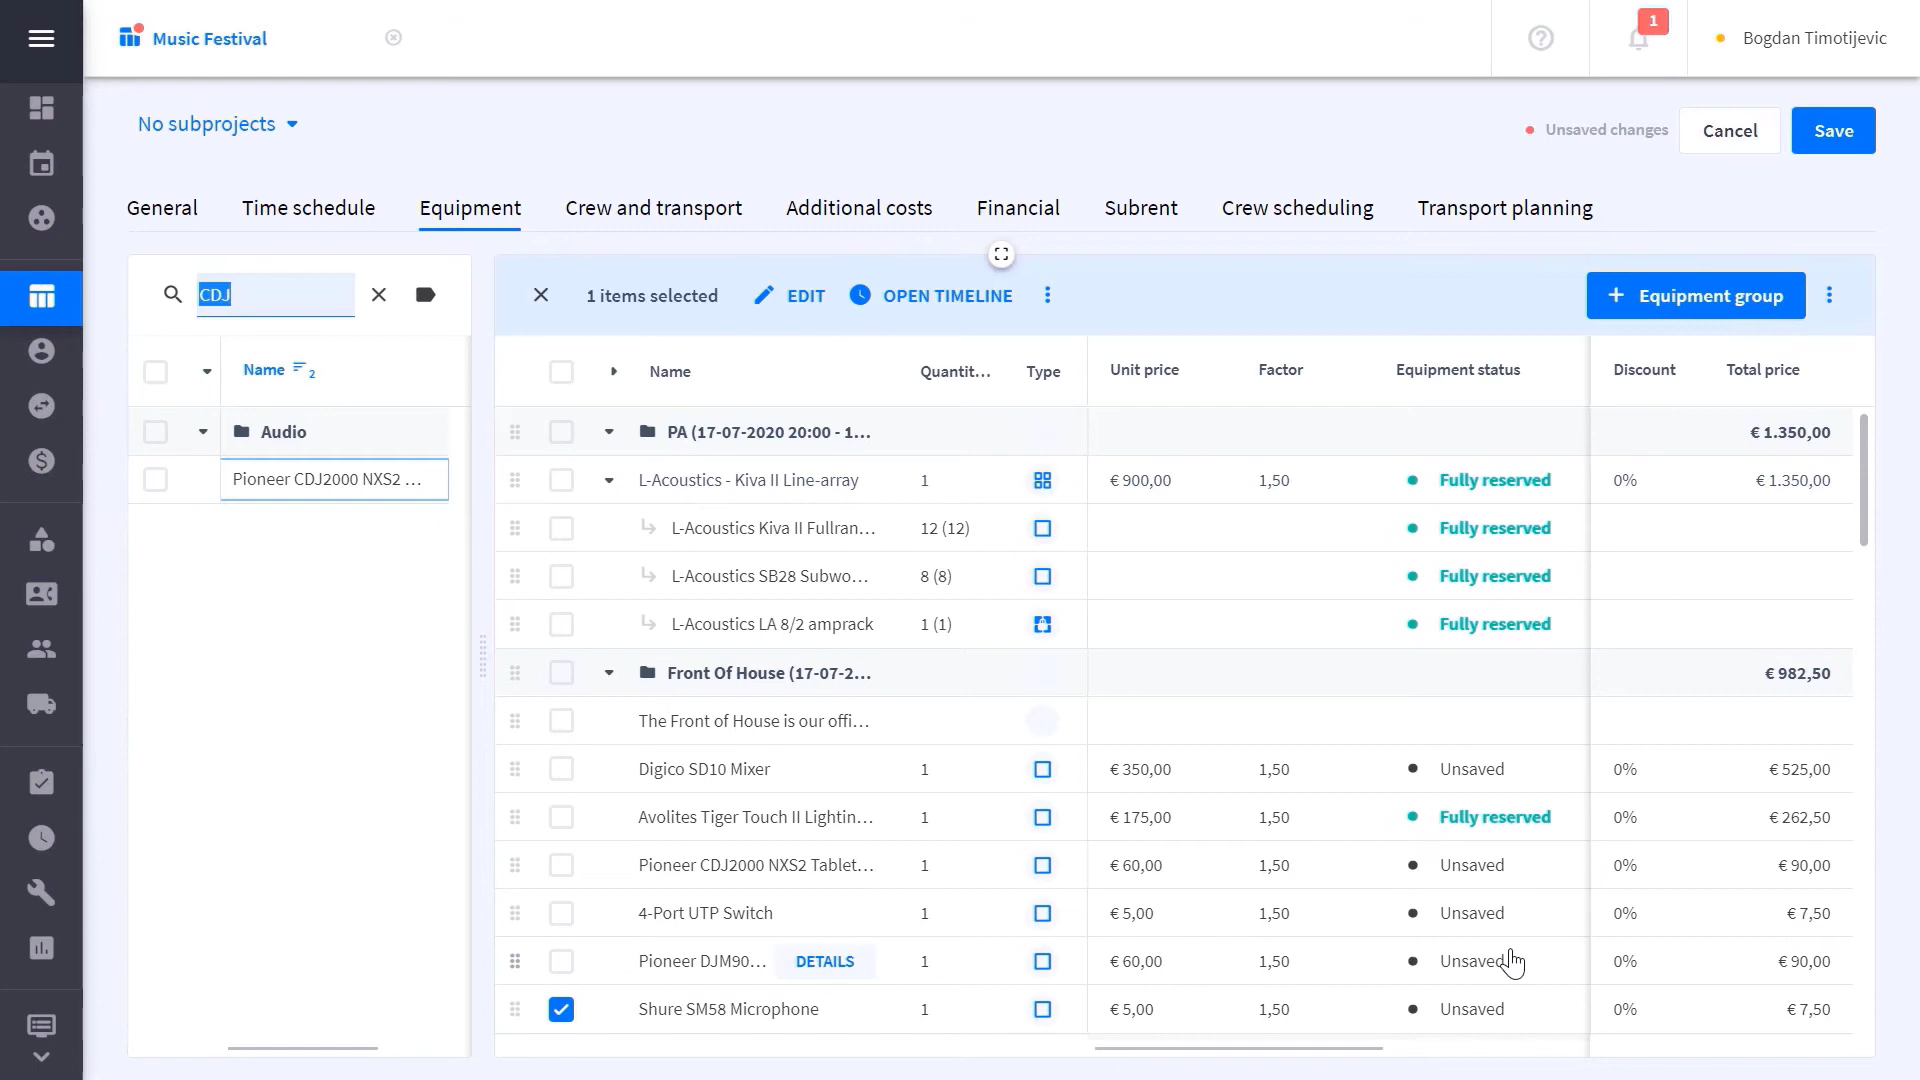 Music Festival
1
Bogdan Timotijevic
No subprojects
Unsaved changes
Cancel
Save
General
Time schedule
Equipment
Crew and transport
Additional costs
Financial
Subrent
Crew scheduling
Transport planning
CDJ
1 items selected
EDIT
OPEN TIMELINE
+ Equipment group
Name 2
Audio
Pioneer CDJ2000 NXS2 ...
Name Quantit... Type Unit price Factor Equipment status Discount Total price
PA (17-07-2020 20:00 - 1... € 1.350,00
L-Acoustics - Kiva II Line-array 1 € 900,00 1,50 Fully reserved 0% € 1.350,00
L-Acoustics Kiva II Fullran... 12 (12) Fully reserved
L-Acoustics SB28 Subwo... 8 (8) Fully reserved
L-Acoustics LA 8/2 amprack 1 (1) Fully reserved
Front Of House (17-07-2... € 982,50
The Front of House is our offi...
Digico SD10 Mixer 1 € 350,00 1,50 Unsaved 0% € 525,00
Avolites Tiger Touch II Lightin... 1 € 175,00 1,50 Fully reserved 0% € 262,50
Pioneer CDJ2000 NXS2 Tablet... 1 € 60,00 1,50 Unsaved 0% € 90,00
4-Port UTP Switch 1 € 5,00 1,50 Unsaved 0% € 7,50
Pioneer DJM90... DETAILS 1 € 60,00 1,50 Unsaved 0% € 90,00
Shure SM58 Microphone 1 € 5,00 1,50 Unsaved 0% € 7,50